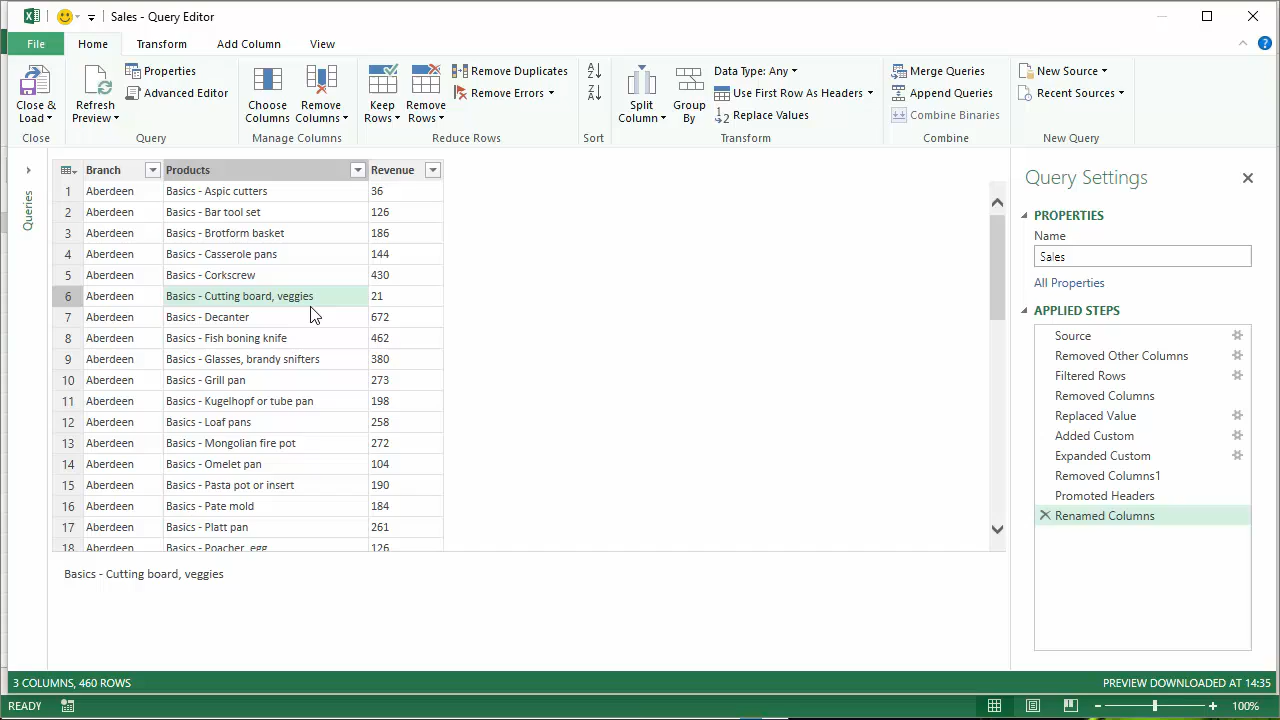 Sales - Query Editor
File Home Transform Add Column View
Close & Load
Close
Refresh Preview
Properties
Advanced Editor
Query
Choose Columns
Remove Columns
Manage Columns
Keep Rows
Remove Rows
Remove Duplicates
Remove Errors
Reduce Rows
Sort
Split Column
Group By
Data Type: Any
Use First Row As Headers
Replace Values
Transform
Merge Queries
Append Queries
Combine Binaries
Combine
New Source
Recent Sources
New Query
Queries
Branch Products Revenue
1 Aberdeen Basics - Aspic cutters 36
2 Aberdeen Basics - Bar tool set 126
3 Aberdeen Basics - Brotform basket 186
4 Aberdeen Basics - Casserole pans 144
5 Aberdeen Basics - Corkscrew 430
6 Aberdeen Basics - Cutting board, veggies 21
7 Aberdeen Basics - Decanter 672
8 Aberdeen Basics - Fish boning knife 462
9 Aberdeen Basics - Glasses, brandy snifters 380
10 Aberdeen Basics - Grill pan 273
11 Aberdeen Basics - Kugelhopf or tube pan 198
12 Aberdeen Basics - Loaf pans 258
13 Aberdeen Basics - Mongolian fire pot 272
14 Aberdeen Basics - Omelet pan 104
15 Aberdeen Basics - Pasta pot or insert 190
16 Aberdeen Basics - Pate mold 184
17 Aberdeen Basics - Platt pan 261
18 Aberdeen Basics - Poacher, egg 126
Basics - Cutting board, veggies
Query Settings
PROPERTIES
Name
Sales
All Properties
APPLIED STEPS
Source
Removed Other Columns
Filtered Rows
Removed Columns
Replaced Value
Added Custom
Expanded Custom
Removed Columns1
Promoted Headers
Renamed Columns
3 COLUMNS, 460 ROWS PREVIEW DOWNLOADED AT 14:35
READY 100%